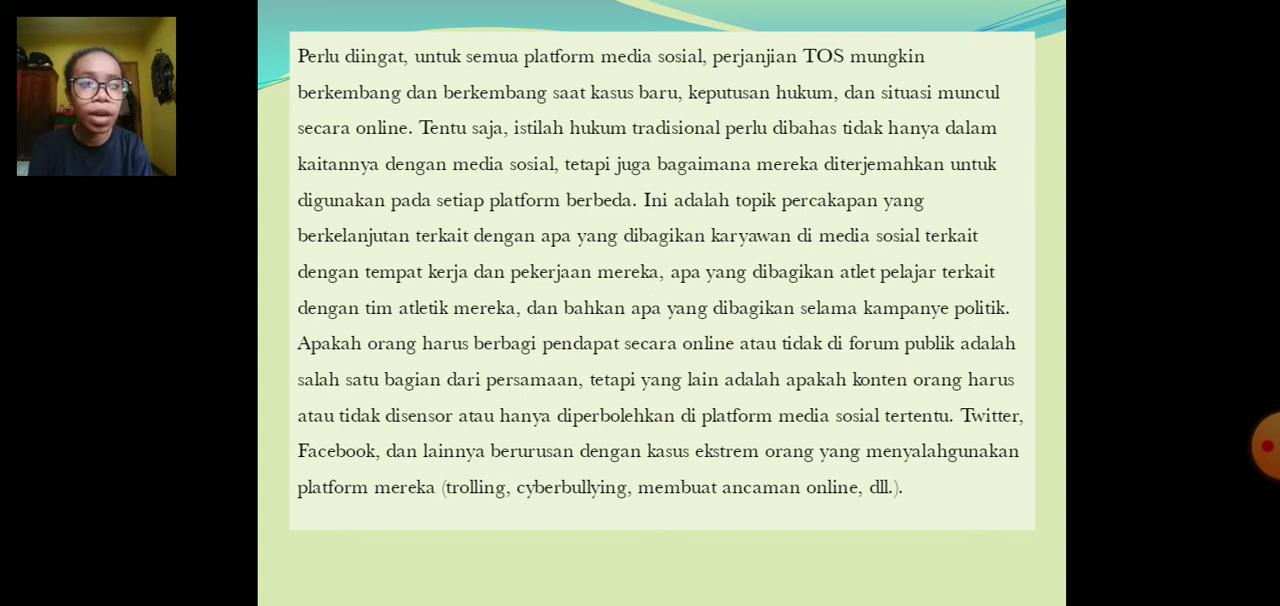 Perlu diingat, untuk semua platform media sosial, perjanjian TOS mungkin
berkembang dan berkembang saat kasus baru, keputusan hukum, dan situasi muncul
secara online. Tentu saja, istilah hukum tradisional perlu dibahas tidak hanya dalam
kaitannya dengan media sosial, tetapi juga bagaimana mereka diterjemahkan untuk
digunakan pada setiap platform berbeda. Ini adalah topik percakapan yang
berkelanjutan terkait dengan apa yang dibagikan karyawan di media sosial terkait
dengan tempat kerja dan pekerjaan mereka, apa yang dibagikan atlet pelajar terkait
dengan tim atletik mereka, dan bahkan apa yang dibagikan selama kampanye politik.
Apakah orang harus berbagi pendapat secara online atau tidak di forum publik adalah
salah satu bagian dari persamaan, tetapi yang lain adalah apakah konten orang harus
atau tidak disensor atau hanya diperbolehkan di platform media sosial tertentu. Twitter,
Facebook, dan lainnya berurusan dengan kasus ekstrem orang yang menyalahgunakan
platform mereka (trolling, cyberbullying, membuat ancaman online, dll.).